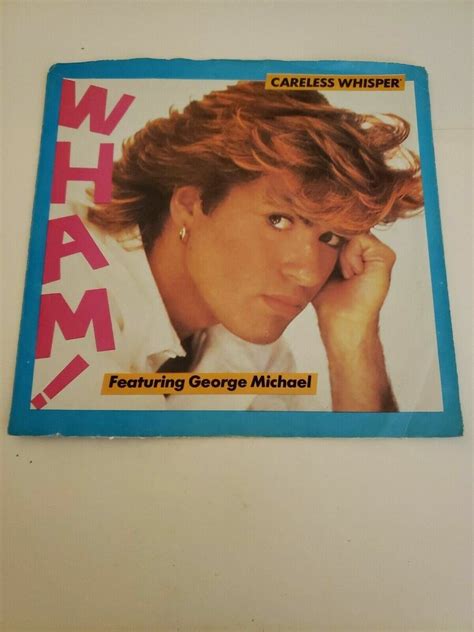 CARELESS WHISPER
WHAM!
Featuring George Michael